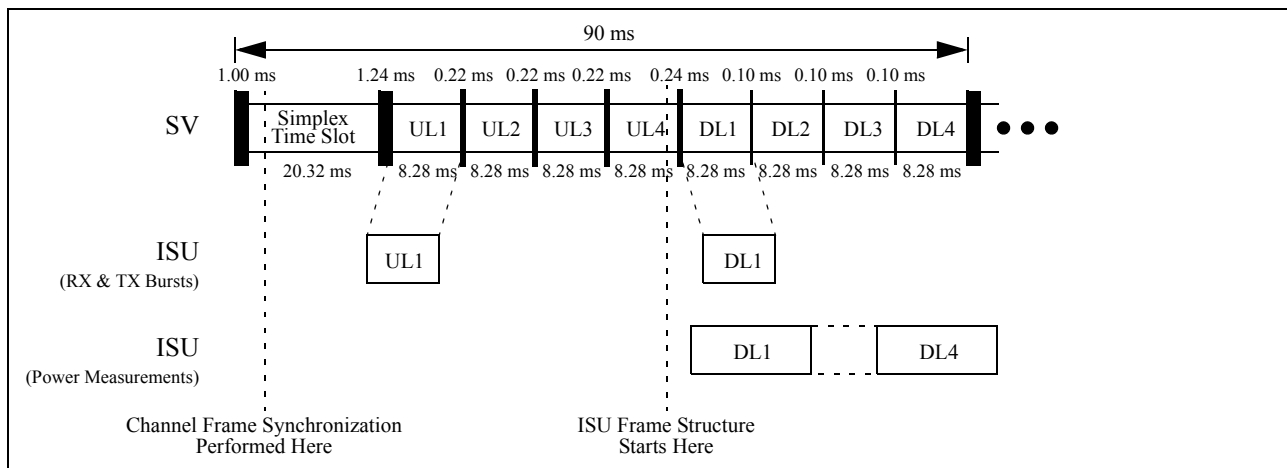 90 ms
1.00 ms 1.24 ms 0.22 ms 0.22 ms 0.22 ms 0.24 ms 0.10 ms 0.10 ms 0.10 ms
SV
Simplex
Time Slot
UL1 UL2 UL3 UL4 DL1 DL2 DL3 DL4
20.32 ms 8.28 ms 8.28 ms 8.28 ms 8.28 ms 8.28 ms 8.28 ms 8.28 ms 8.28 ms
ISU
(RX & TX Bursts)
UL1 DL1
ISU
(Power Measurements)
DL1 DL4
Channel Frame Synchronization
Performed Here
ISU Frame Structure
Starts Here